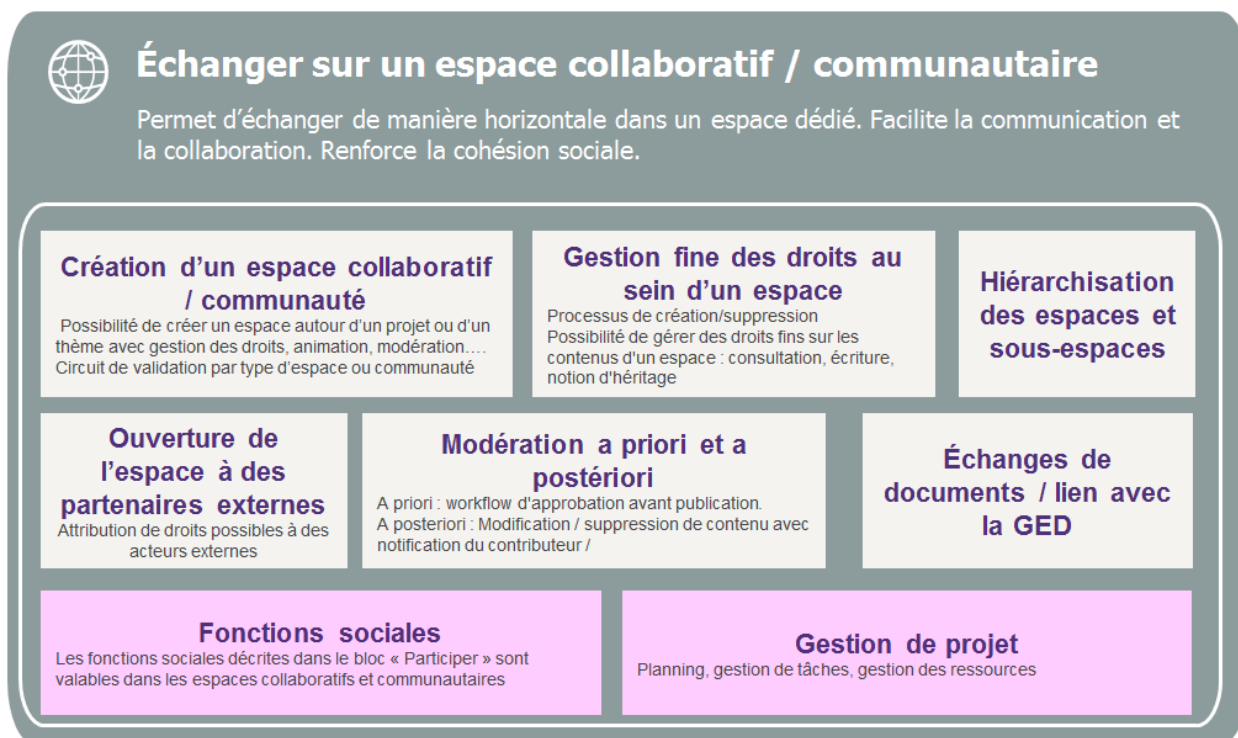 Échanger sur un espace collaboratif / communautaire
Permet d'échanger de manière horizontale dans un espace dédié. Facilite la communication et
la collaboration. Renforce la cohésion sociale.
Création d'un espace collaboratif
/ communauté
Possibilité de créer un espace autour d'un projet ou d'un
thème avec gestion des droits, animation, modération….
Circuit de validation par type d'espace ou communauté
Gestion fine des droits au
sein d'un espace
Processus de création/suppression
Possibilité de gérer des droits fins sur les
contenus d'un espace : consultation, écriture,
notion d'héritage
Hiérarchisation
des espaces et
sous-espaces
Ouverture de
l'espace à des
partenaires externes
Attribution de droits possibles à des
acteurs externes
Modération a priori et a
postériori
A priori : workflow d'approbation avant publication.
A posteriori : Modification / suppression de contenu avec
notification du contributeur /
Échanges de
documents / lien avec
la GED
Fonctions sociales
Les fonctions sociales décrites dans le bloc « Participer » sont
valables dans les espaces collaboratifs et communautaires
Gestion de projet
Planning, gestion de tâches, gestion des ressources